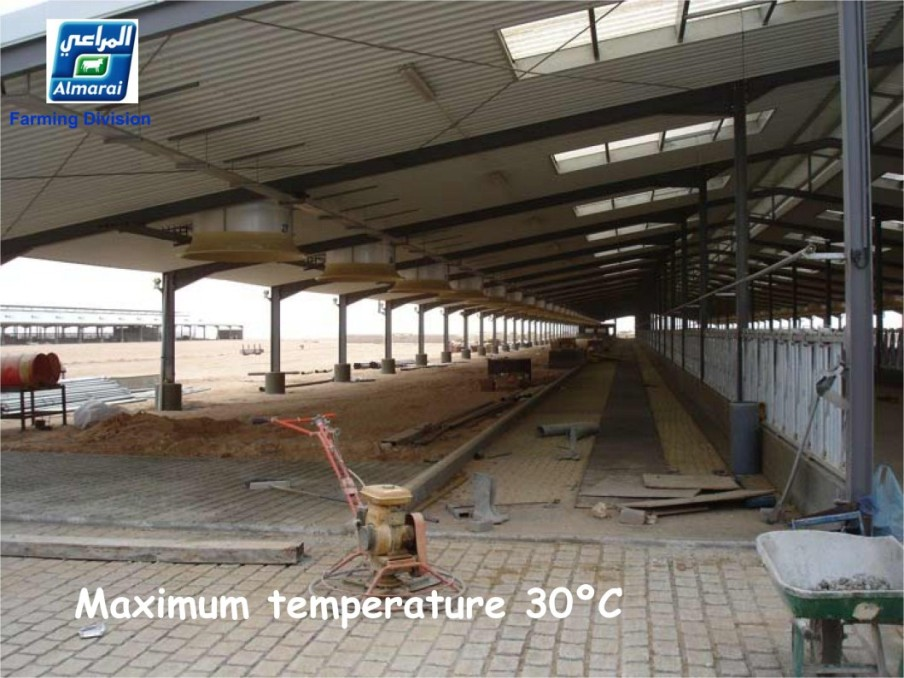 المراعي
Almarai
Farming Division
Maximum temperature 30°C